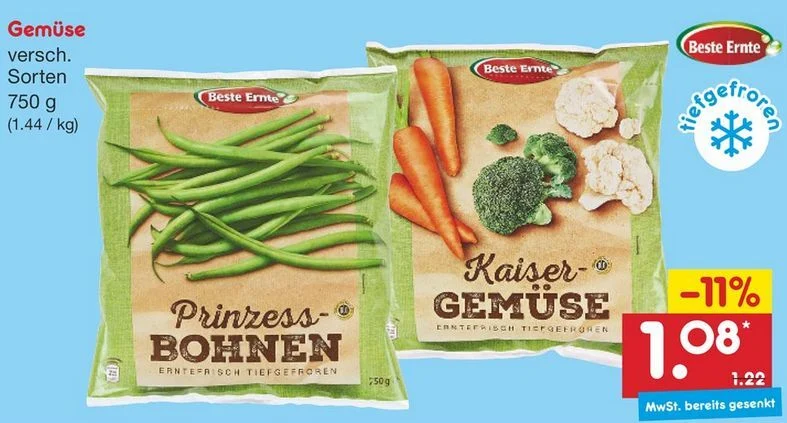 Gemüse
versch.
Sorten
750 g
(1.44 / kg)
Beste Ernte
Prinzess-
BOHNEN
ERNTEFRISCH TIEFGEFROREN
750g
Beste Ernte
Kaiser-
GEMÜSE
ERNTEFRISCH TIEFGEFROREN
Beste Ernte
tiefgefroren
-11%
1.08*
1.22
MwSt. bereits gesenkt